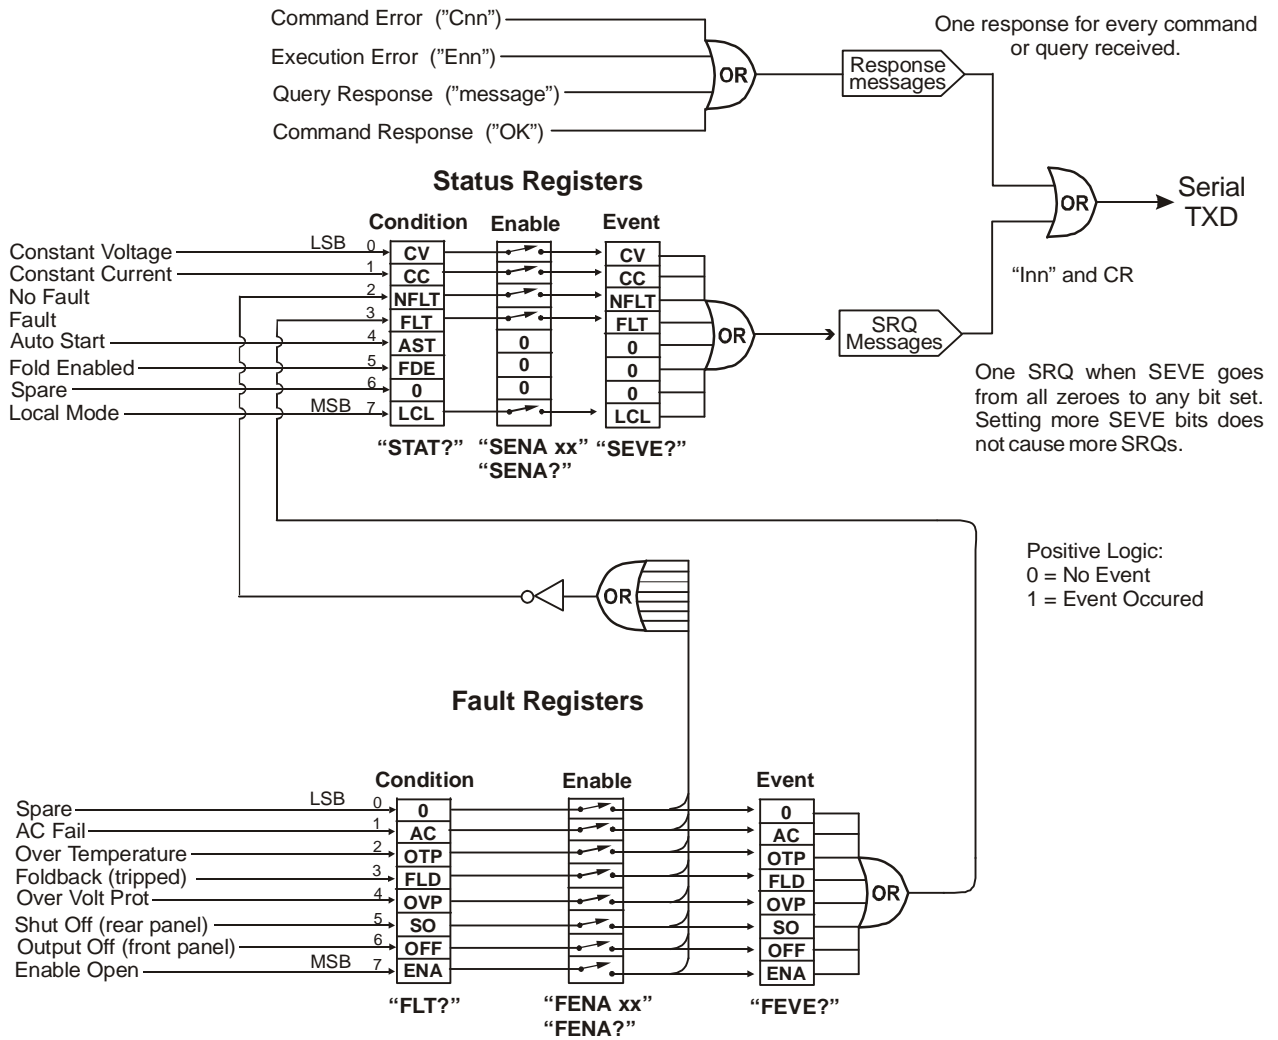 Command Error ("Cnn")
Execution Error ("Enn")
Query Response ("message")
Command Response ("OK")
OR
Response
messages
One response for every command
or query received.
OR
Serial
TXD
"Inn" and CR
Status Registers
Condition Enable Event
Constant Voltage LSB 0 CV CV
Constant Current 1 CC CC
No Fault 2 NFLT NFLT
Fault 3 FLT FLT
Auto Start 4 AST 0 0
Fold Enabled 5 FDE 0 0
Spare 6 0 0 0
Local Mode MSB 7 LCL LCL
"STAT?" "SENA xx" "SEVE?"
"SENA?"
OR
SRQ
Messages
One SRQ when SEVE goes
from all zeroes to any bit set.
Setting more SEVE bits does
not cause more SRQs.
Positive Logic:
0 = No Event
1 = Event Occured
OR
Fault Registers
Condition Enable Event
Spare LSB 0 0 0
AC Fail 1 AC AC
Over Temperature 2 OTP OTP
Foldback (tripped) 3 FLD FLD
Over Volt Prot 4 OVP OVP
Shut Off (rear panel) 5 SO SO
Output Off (front panel) 6 OFF OFF
Enable Open MSB 7 ENA ENA
OR
"FLT?" "FENA xx" "FEVE?"
"FENA?"